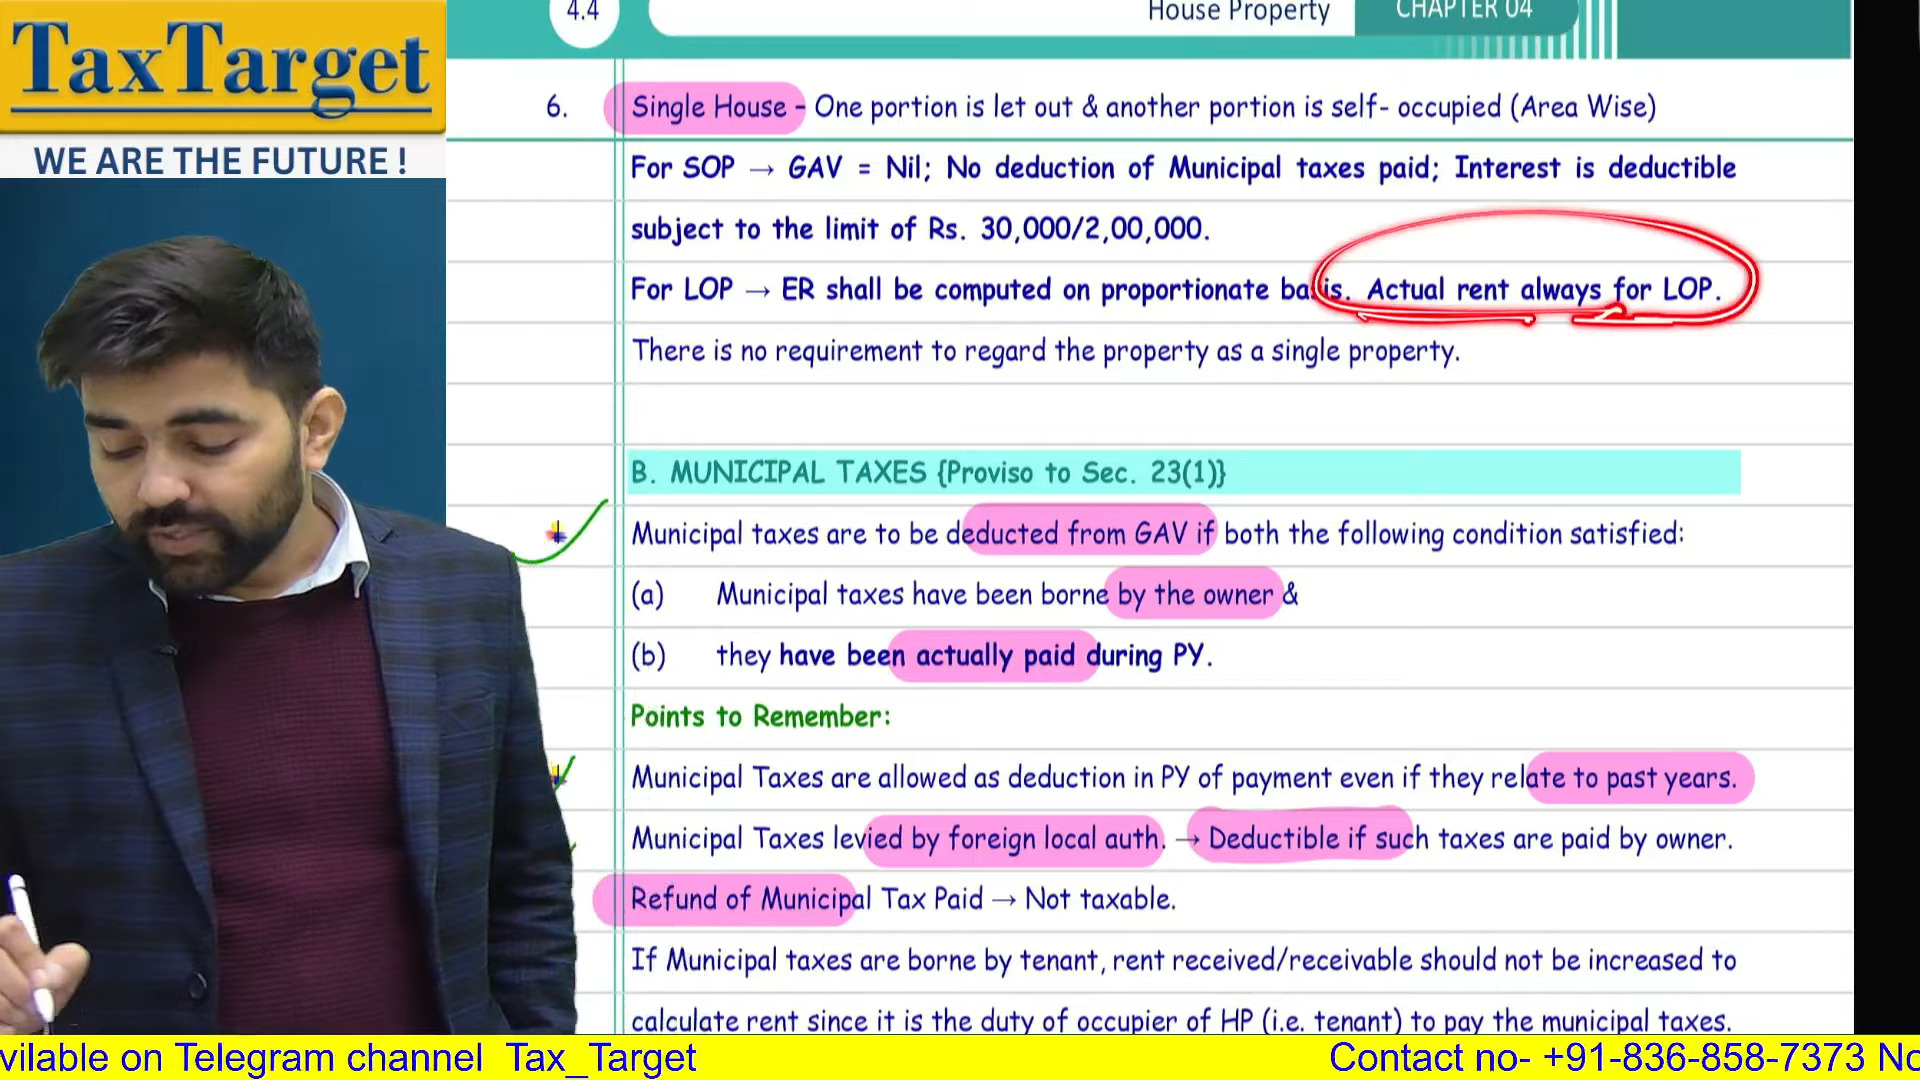 TaxTarget
WE ARE THE FUTURE !
4.4
House Property
CHAPTER 04
6. Single House – One portion is let out & another portion is self- occupied (Area Wise)
For SOP → GAV = Nil; No deduction of Municipal taxes paid; Interest is deductible
subject to the limit of Rs. 30,000/2,00,000.
For LOP → ER shall be computed on proportionate basis. Actual rent always for LOP.
There is no requirement to regard the property as a single property.
B. MUNICIPAL TAXES {Proviso to Sec. 23(1)}
Municipal taxes are to be deducted from GAV if both the following condition satisfied:
(a) Municipal taxes have been borne by the owner &
(b) they have been actually paid during PY.
Points to Remember:
Municipal Taxes are allowed as deduction in PY of payment even if they relate to past years.
Municipal Taxes levied by foreign local auth. → Deductible if such taxes are paid by owner.
Refund of Municipal Tax Paid → Not taxable.
If Municipal taxes are borne by tenant, rent received/receivable should not be increased to
calculate rent since it is the duty of occupier of HP (i.e. tenant) to pay the municipal taxes.
vilable on Telegram channel Tax_Target
Contact no- +91-836-858-7373 No